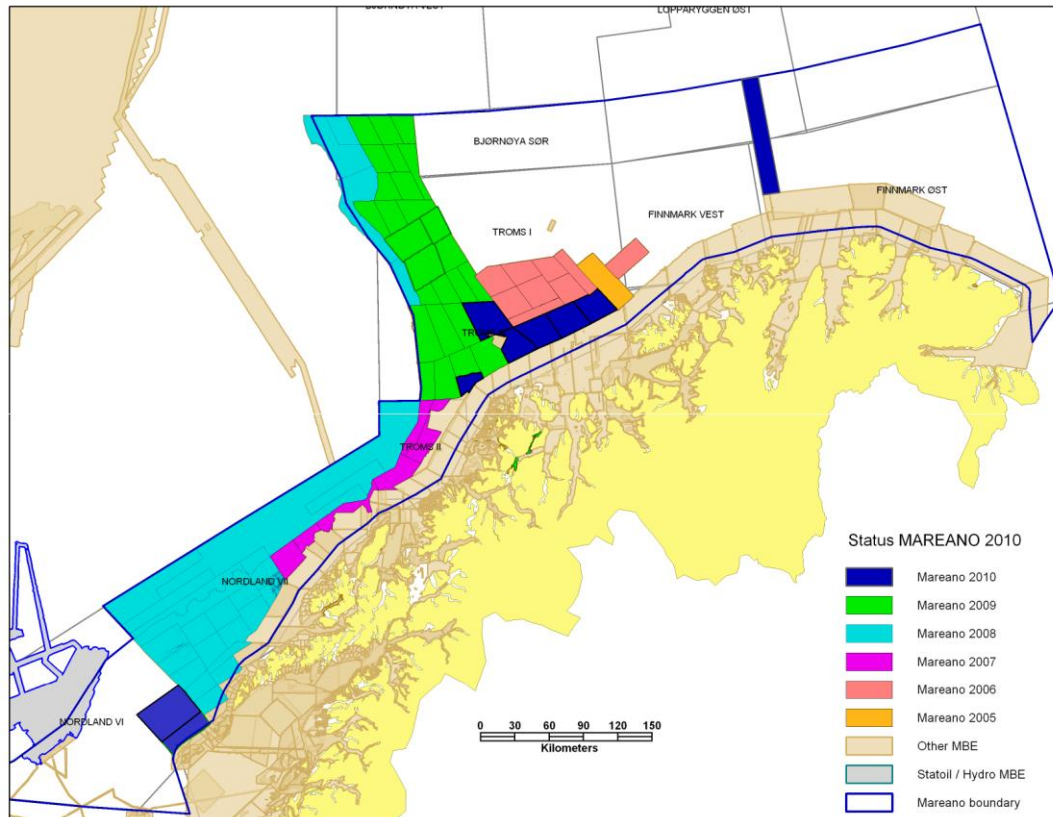 BJØRNØYA VEST
LOPPARYGGEN ØST
BJØRNØYA SØR
FINNMARK ØST
FINNMARK VEST
TROMS I
TROMS II
NORDLAND VII
NORDLAND VI
Status MAREANO 2010
Mareano 2010
Mareano 2009
Mareano 2008
Mareano 2007
Mareano 2006
Mareano 2005
Other MBE
Statoil / Hydro MBE
Mareano boundary
0 30 60 90 120 150
Kilometers